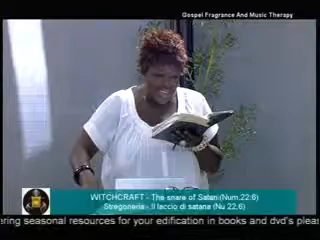 Gospel Fragrance And Music Therapy
WITCHCRAFT - The snare of Satan(Num.22:6)
Stregoneria - Il laccio di satana (Nu 22,6)
ering seasonal resources for your edification in books and dvd's pleas